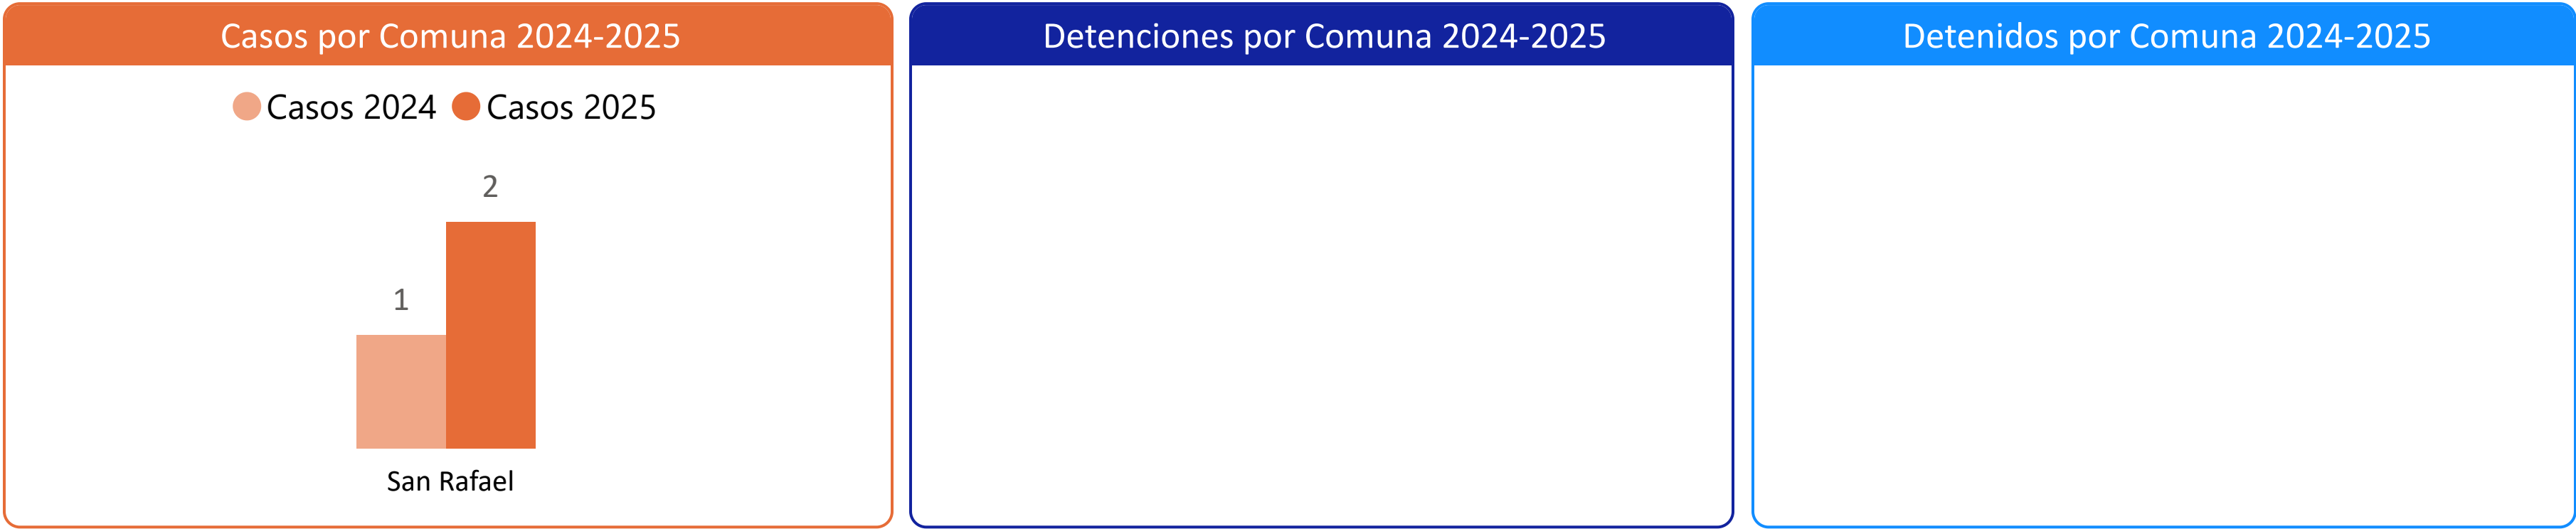 Casos por Comuna 2024-2025
Casos 2024 Casos 2025
2
1
San Rafael
Detenciones por Comuna 2024-2025
Detenidos por Comuna 2024-2025